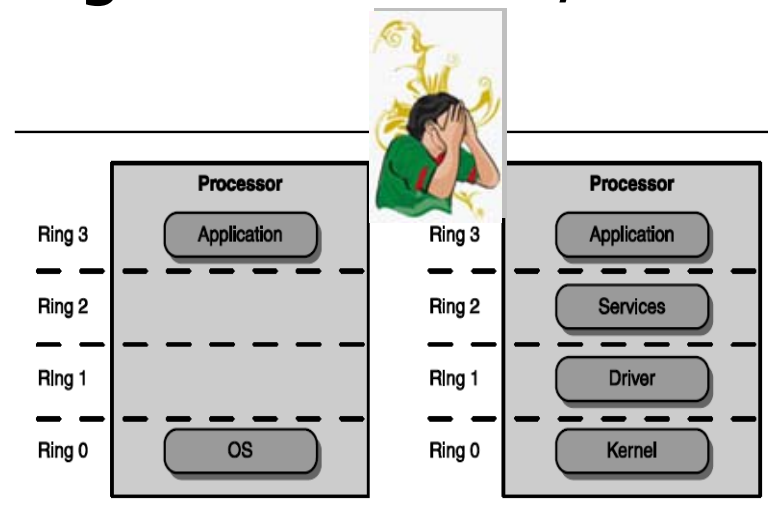 Processor
Ring 3
Application
Ring 2
RIng 1
Ring 0
OS
Processor
Ring 3
Application
Ring 2
Services
RIng 1
Driver
Ring 0
Kernel